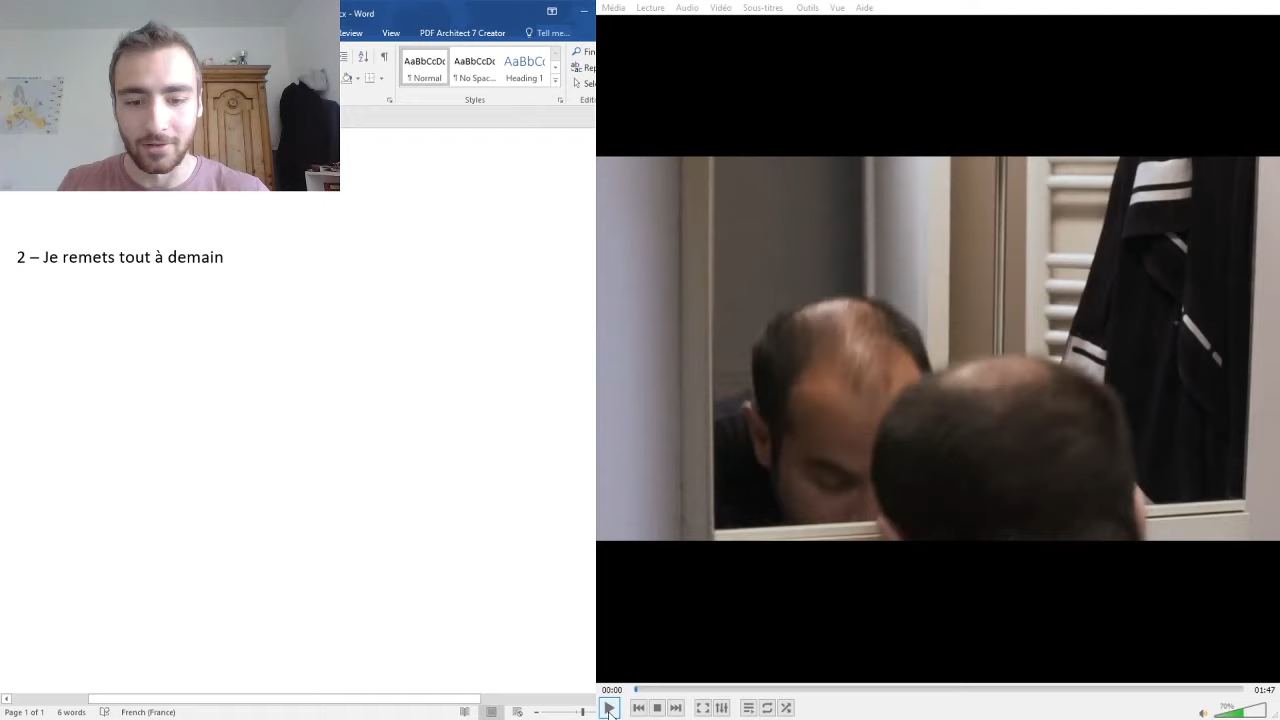 cx - Word
Review View PDF Architect 7 Creator Tell me...
AaBbCcDc AaBbCcDc AaBbCc
¶ Normal ¶ No Spac... Heading 1
Styles
Média Lecture Audio Vidéo Sous-titres Outils Vue Aide
2 – Je remets tout à demain
Page 1 of 1 6 words French (France)
00:00 01:47
70%